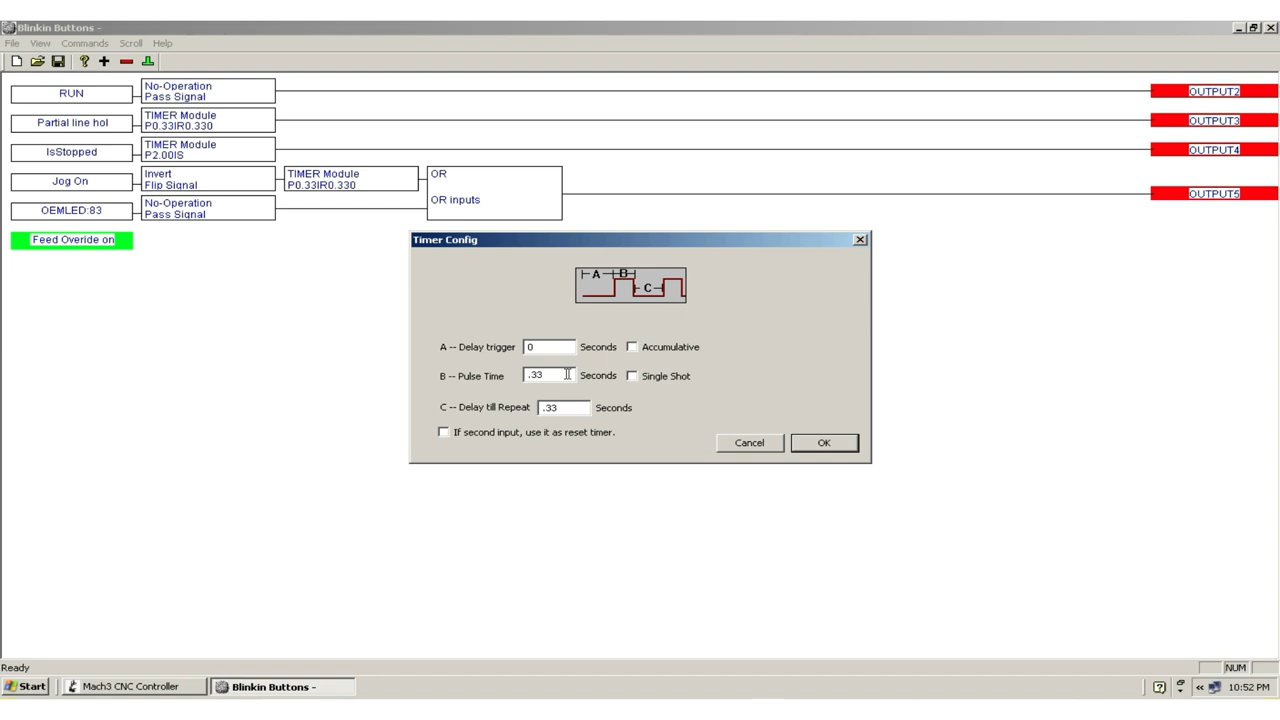 Blinkin Buttons -
File View Commands Scroll Help
RUN
No-Operation
Pass Signal
OUTPUT2
Partial line hol
TIMER Module
P0.33IR0.330
OUTPUT3
IsStopped
TIMER Module
P2.00IS
OUTPUT4
Jog On
Invert
Flip Signal
TIMER Module
P0.33IR0.330
OR
OR inputs
OUTPUT5
OEMLED:83
No-Operation
Pass Signal
Feed Overide on
Timer Config
A B
C
A -- Delay trigger 0 Seconds Accumulative
B -- Pulse Time .33 Seconds Single Shot
C -- Delay till Repeat .33 Seconds
If second input, use it as reset timer.
Cancel OK
Ready NUM
Start Mach3 CNC Controller Blinkin Buttons - 10:52 PM